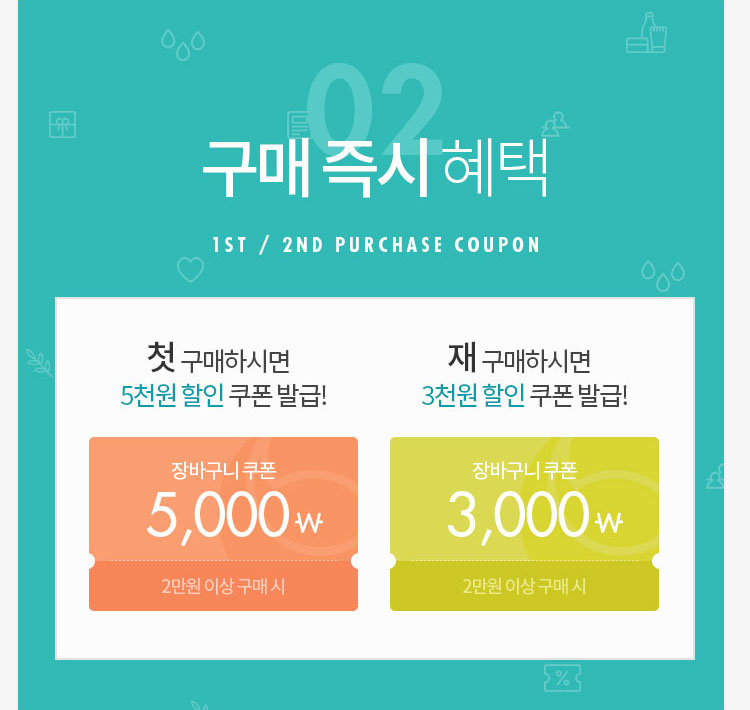 02
구매 즉시 혜택
1ST / 2ND PURCHASE COUPON
첫 구매하시면
5천원 할인 쿠폰 발급!
장바구니 쿠폰
5,000₩
2만원 이상 구매 시
재 구매하시면
3천원 할인 쿠폰 발급!
장바구니 쿠폰
3,000₩
2만원 이상 구매 시